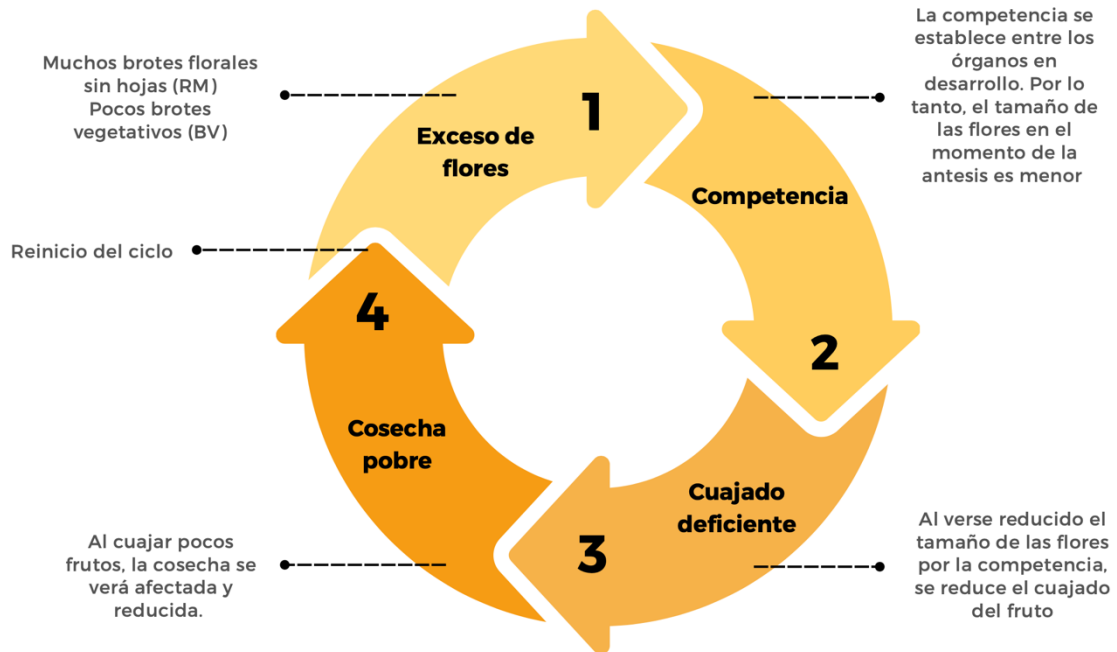 Muchos brotes florales
sin hojas (RM)
Pocos brotes
vegetativos (BV)
1
Exceso de
flores
La competencia se
establece entre los
órganos en
desarrollo. Por lo
tanto, el tamaño de
las flores en el
momento de la
antesis es menor
Competencia
2
Reinicio del ciclo
4
Cosecha
pobre
Cuajado
deficiente
3
Al verse reducido el
tamaño de las flores
por la competencia,
se reduce el cuajado
del fruto
Al cuajar pocos
frutos, la cosecha se
verá afectada y
reducida.